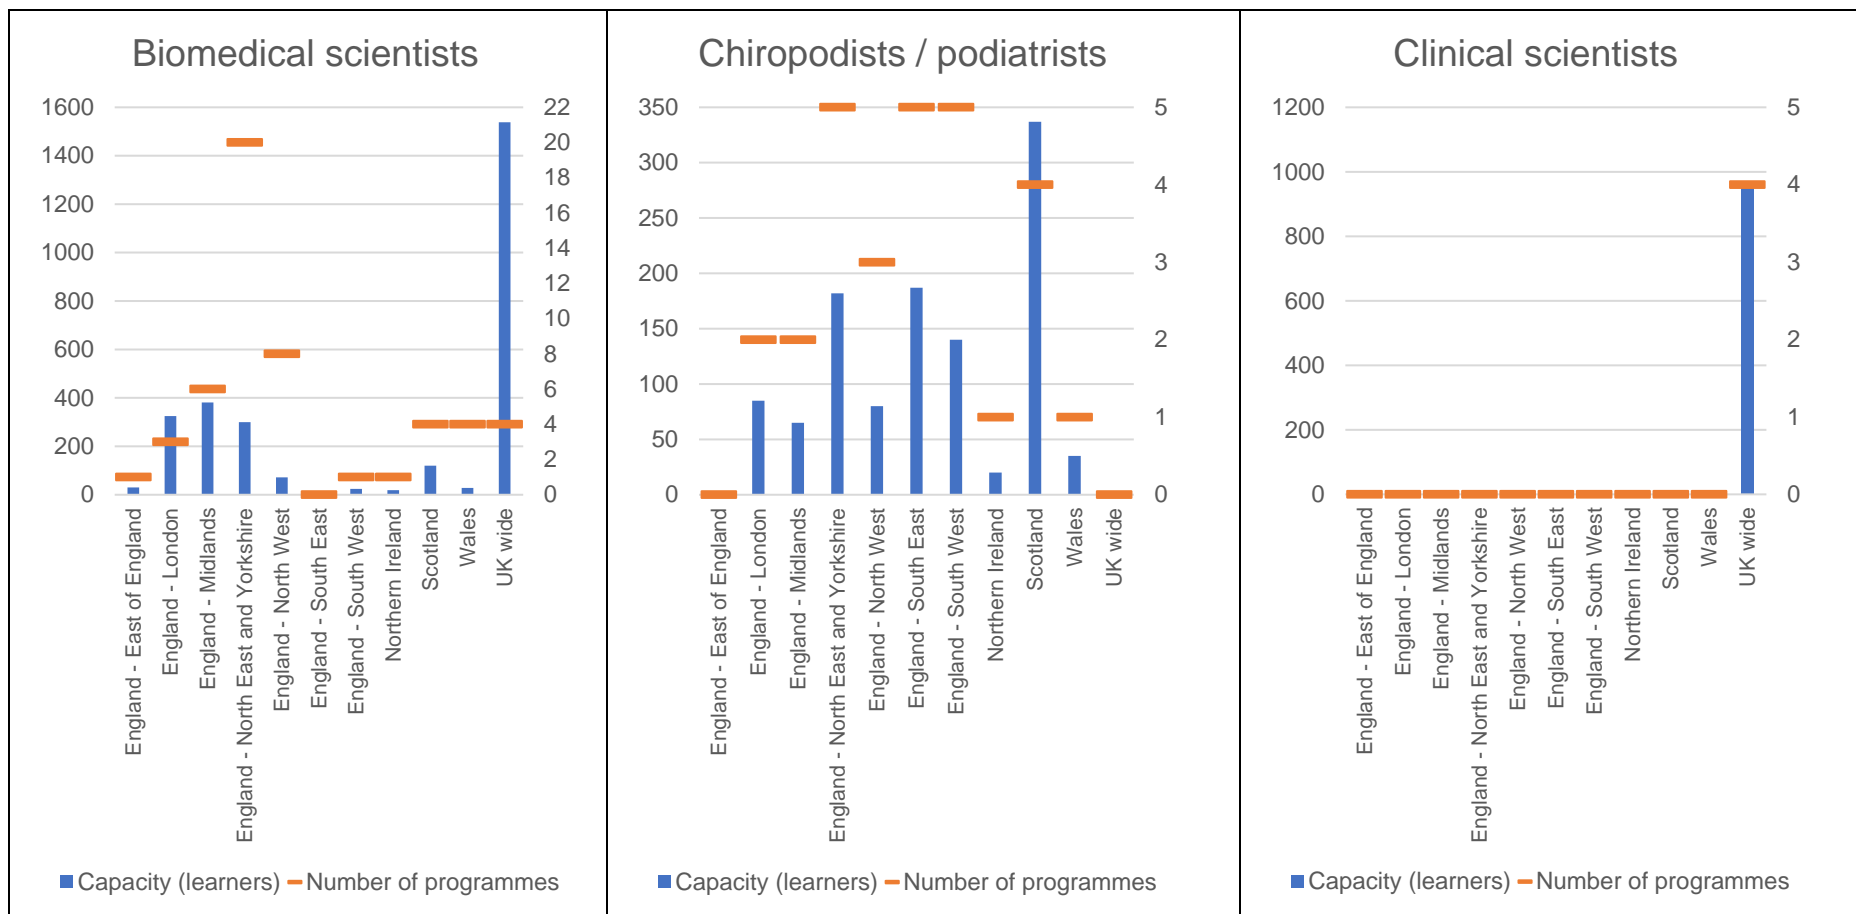 Biomedical scientists
1600
1400
1200
1000
800
600
400
200
0
22
20
18
16
14
12
10
8
6
4
2
0
England - East of England
England - London
England - Midlands
England - North East and Yorkshire
England - North West
England - South East
England - South West
Northern Ireland
Scotland
Wales
UK wide
Capacity (learners) Number of programmes
Chiropodists / podiatrists
350
300
250
200
150
100
50
0
5
4
3
2
1
0
England - East of England
England - London
England - Midlands
England - North East and Yorkshire
England - North West
England - South East
England - South West
Northern Ireland
Scotland
Wales
UK wide
Capacity (learners) Number of programmes
Clinical scientists
1200
1000
800
600
400
200
0
5
4
3
2
1
0
England - East of England
England - London
England - Midlands
England - North East and Yorkshire
England - North West
England - South East
England - South West
Northern Ireland
Scotland
Wales
UK wide
Capacity (learners) Number of programmes